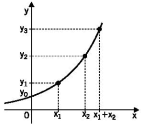 y
y₃
y₂
y₁
y₀
0 x₁ x₂ x₁+x₂ x